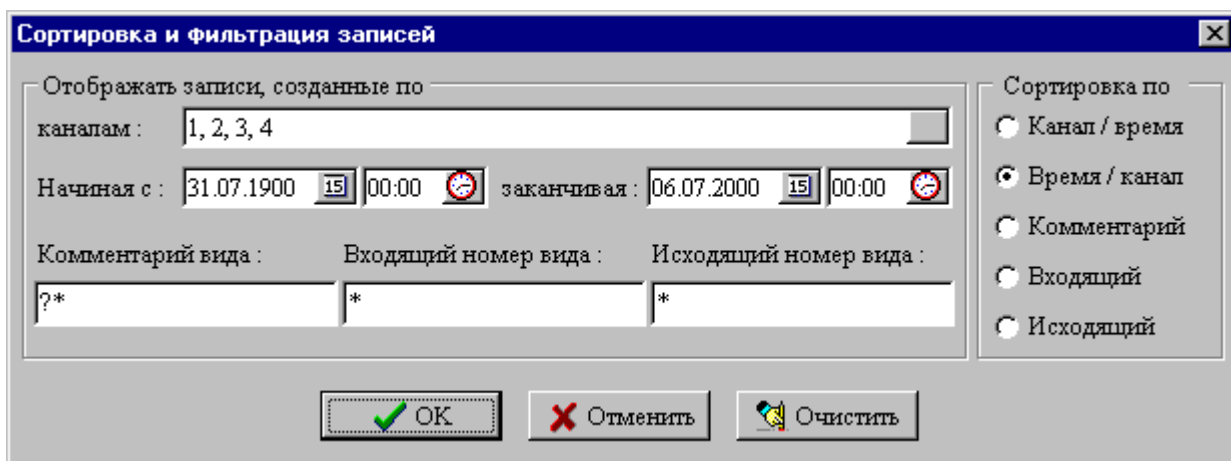 Сортировка и фильтрация записей
Отображать записи, созданные по
каналам : 1, 2, 3, 4
Начиная с : 31.07.1900 15 00:00 заканчивая : 06.07.2000 15 00:00
Комментарий вида : Входящий номер вида : Исходящий номер вида :
?* * *
Сортировка по
Канал / время
Время / канал
Комментарий
Входящий
Исходящий
OK Отменить Очистить